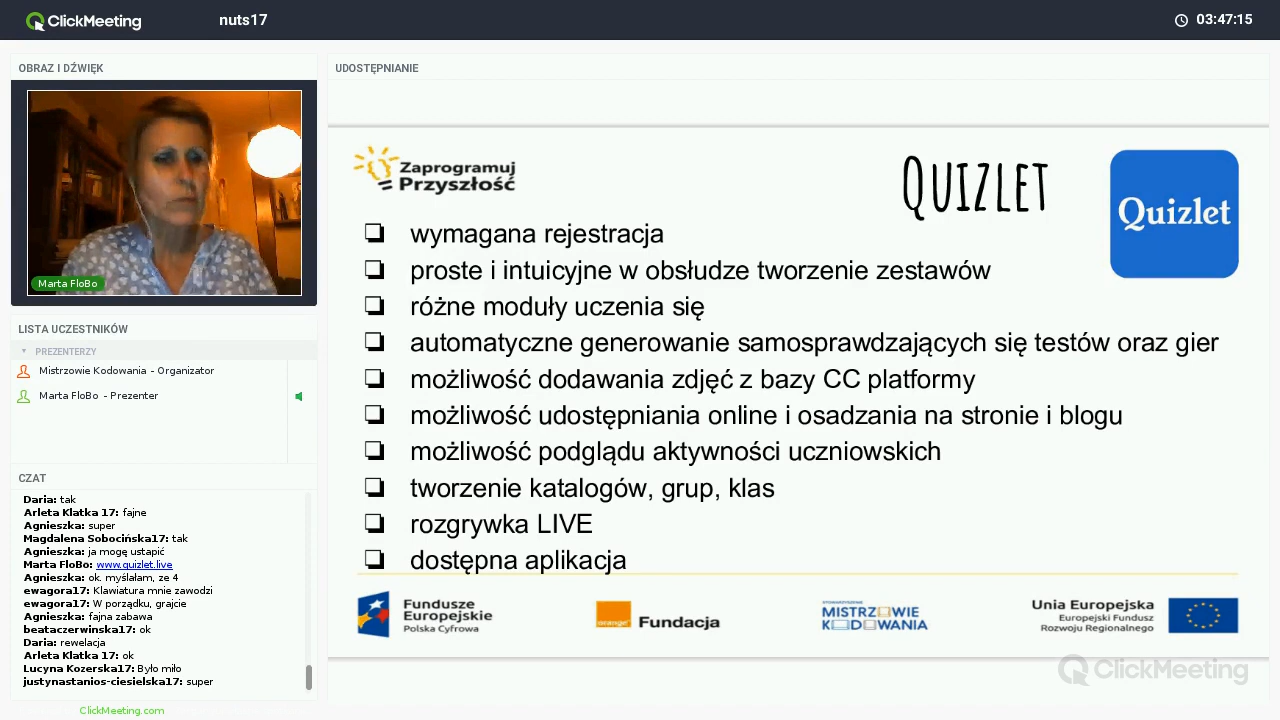 ClickMeeting
nuts17
03:47:15
OBRAZ I DŹWIĘK
Marta FloBo
LISTA UCZESTNIKÓW
PREZENTERZY
Mistrzowie Kodowania - Organizator
Marta FloBo - Prezenter
CZAT
Daria: tak
Arleta Klatka 17: fajne
Agnieszka: super
Magdalena Sobocińska17: tak
Agnieszka: ja mogę ustapić
Marta FloBo: www.quizlet.live
Agnieszka: ok. myślałam, ze 4
ewagora17: Klawiatura mnie zawodzi
ewagora17: W porządku, grajcie
Agnieszka: fajna zabawa
beataczerwinska17: ok
Daria: rewelacja
Arleta Klatka 17: ok
Lucyna Kozerska17: Było miło
justynastanios-ciesielska17: super
ClickMeeting.com
UDOSTĘPNIANIE
Zaprogramuj
Przyszłość
QUIZLET
Quizlet
wymagana rejestracja
proste i intuicyjne w obsłudze tworzenie zestawów
różne moduły uczenia się
automatyczne generowanie samosprawdzających się testów oraz gier
możliwość dodawania zdjęć z bazy CC platformy
możliwość udostępniania online i osadzania na stronie i blogu
możliwość podglądu aktywności uczniowskich
tworzenie katalogów, grup, klas
rozgrywka LIVE
dostępna aplikacja
Fundusze
Europejskie
Polska Cyfrowa
orange
Fundacja
STOWARZYSZENIE
MISTRZOWIE
KODOWANIA
Unia Europejska
Europejski Fundusz
Rozwoju Regionalnego
ClickMeeting